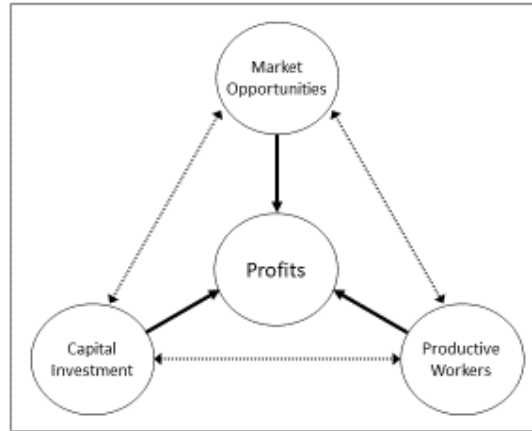 Market
Opportunities
Profits
Capital
Investment
Productive
Workers